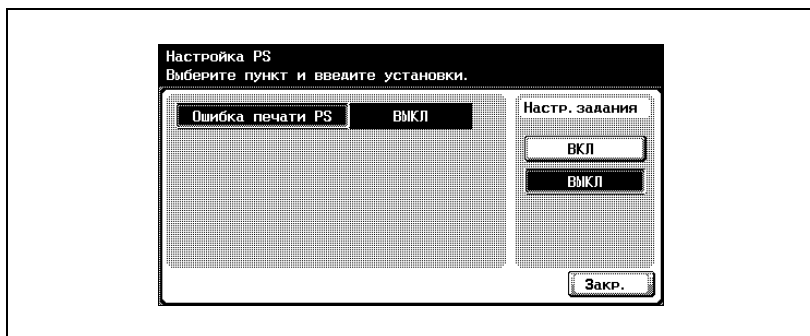 Настройка PS
Выберите пункт и введите установки.
Ошибка печати PS ВЫКЛ
Настр. задания
ВКЛ
ВЫКЛ
Закр.